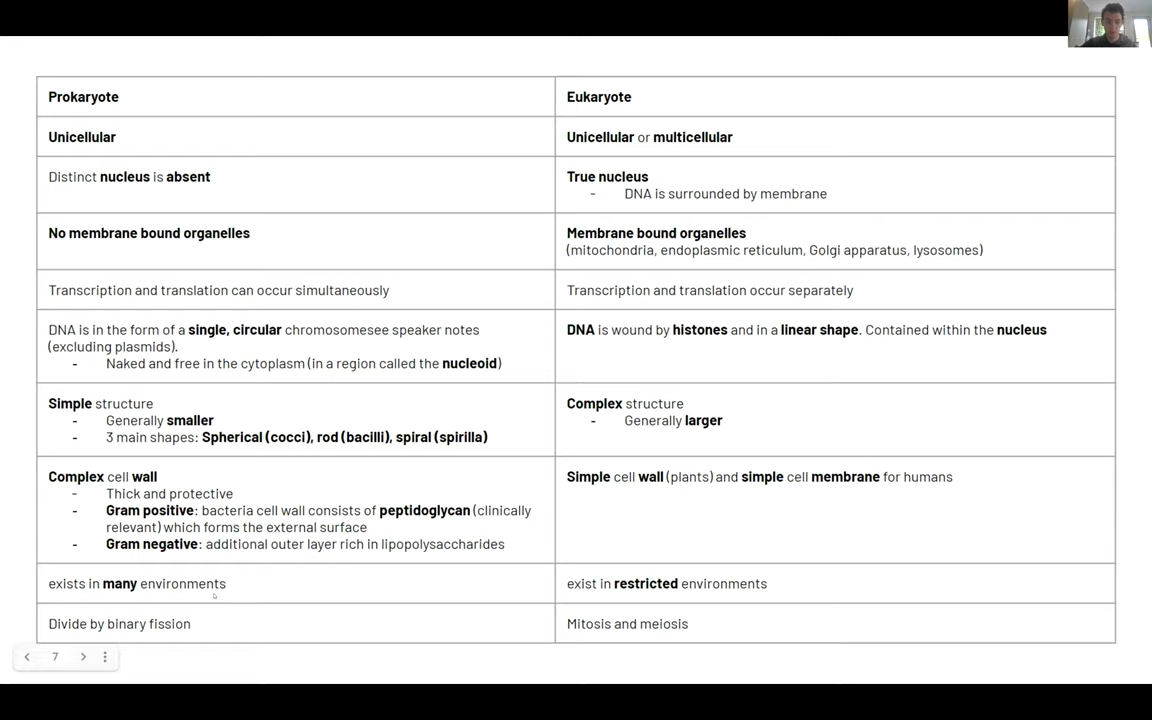 Prokaryote
Eukaryote
Unicellular
Unicellular or multicellular
Distinct nucleus is absent
True nucleus
- DNA is surrounded by membrane
No membrane bound organelles
Membrane bound organelles
(mitochondria, endoplasmic reticulum, Golgi apparatus, lysosomes)
Transcription and translation can occur simultaneously
Transcription and translation occur separately
DNA is in the form of a single, circular chromosomesee speaker notes
(excluding plasmids).
- Naked and free in the cytoplasm (in a region called the nucleoid)
DNA is wound by histones and in a linear shape. Contained within the nucleus
Simple structure
- Generally smaller
- 3 main shapes: Spherical (cocci), rod (bacilli), spiral (spirilla)
Complex structure
- Generally larger
Complex cell wall
- Thick and protective
- Gram positive: bacteria cell wall consists of peptidoglycan (clinically
relevant) which forms the external surface
- Gram negative: additional outer layer rich in lipopolysaccharides
Simple cell wall (plants) and simple cell membrane for humans
exists in many environments
exist in restricted environments
Divide by binary fission
Mitosis and meiosis
7